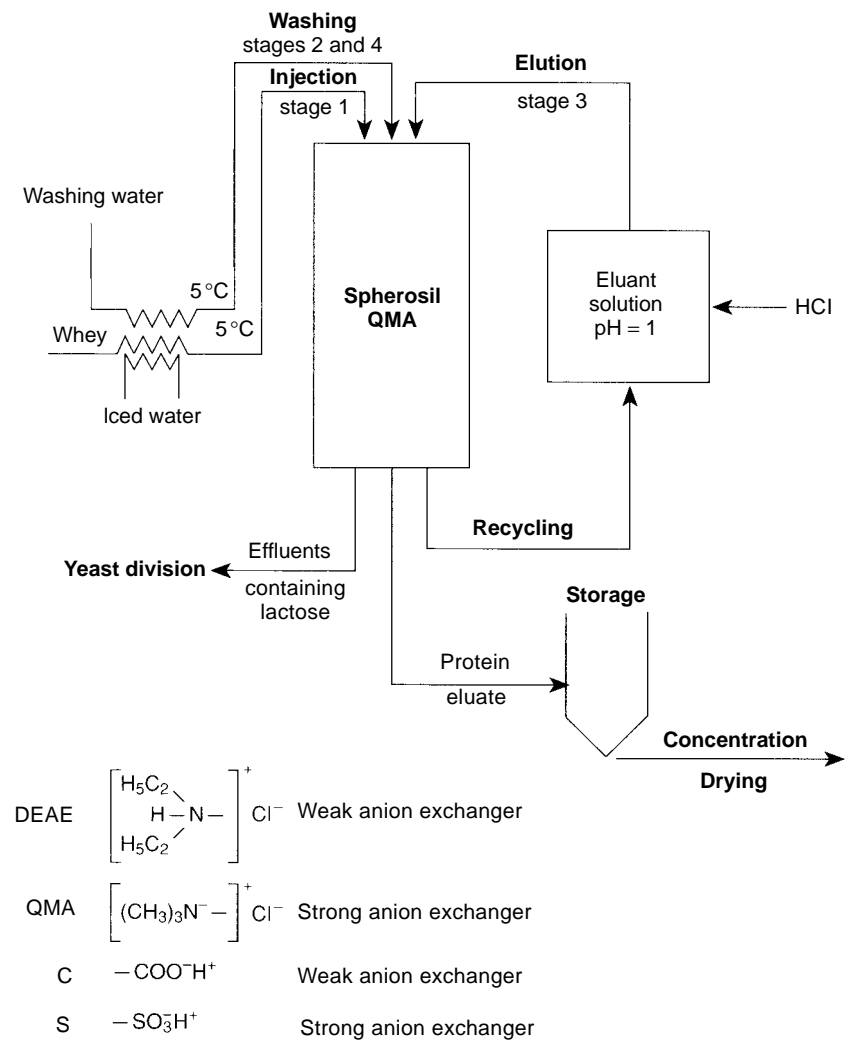 Washing
stages 2 and 4
Injection
stage 1
Elution
stage 3
Washing water
5°C
5°C
Whey
Iced water
Spherosil
QMA
Eluant
solution
pH = 1
HCl
Recycling
Effluents
Yeast division
containing
lactose
Storage
Protein
eluate
Concentration
Drying
DEAE [H5C2 H–N– H5C2]+ Cl− Weak anion exchanger
QMA [(CH3)3N−–]+ Cl− Strong anion exchanger
C –COO−H+ Weak anion exchanger
S –SO3−H+ Strong anion exchanger